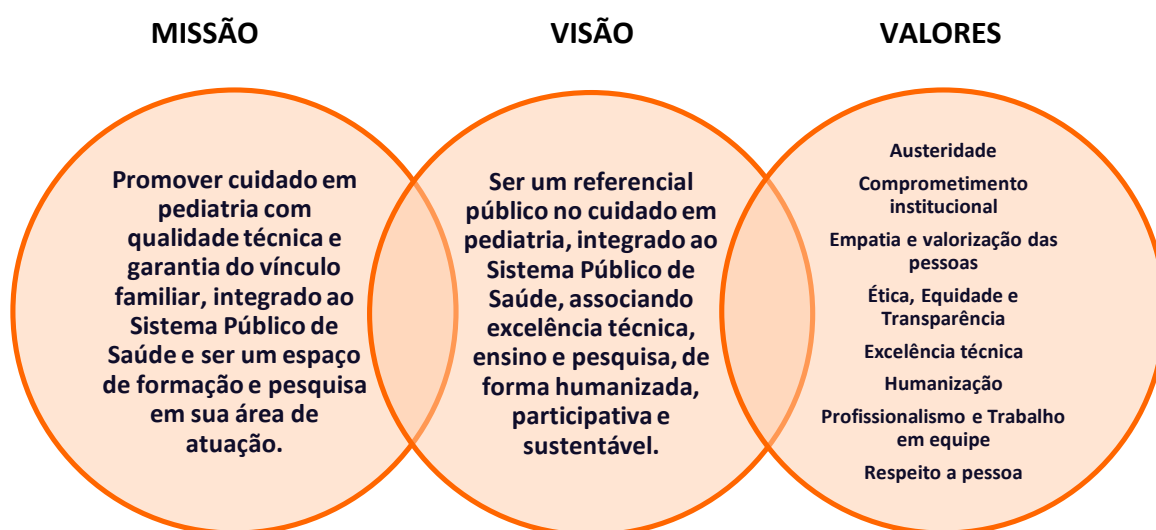 MISSÃO
Promover cuidado em
pediatria com
qualidade técnica e
garantia do vínculo
familiar, integrado ao
Sistema Público de
Saúde e ser um espaço
de formação e pesquisa
em sua área de
atuação.
VISÃO
Ser um referencial
público no cuidado em
pediatria, integrado ao
Sistema Público de
Saúde, associando
excelência técnica,
ensino e pesquisa, de
forma humanizada,
participativa e
sustentável.
VALORES
Austeridade
Comprometimento
institucional
Empatia e valorização das
pessoas
Ética, Equidade e
Transparência
Excelência técnica
Humanização
Profissionalismo e Trabalho
em equipe
Respeito a pessoa